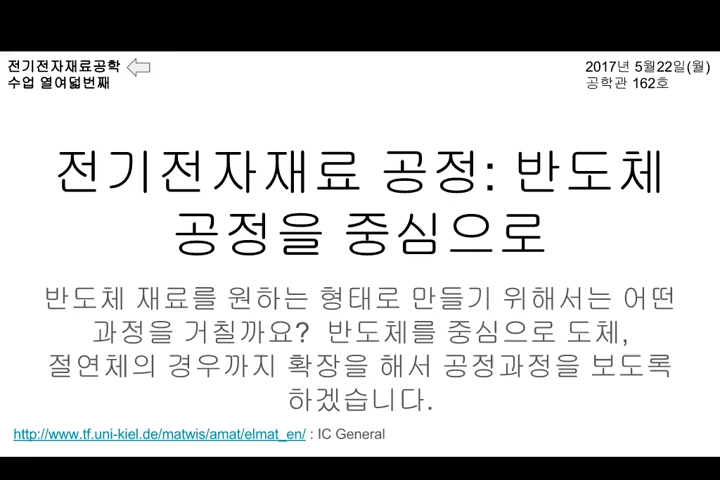 전기전자재료공학
수업 열여덟번째
2017년 5월22일(월)
공학관 162호
전기전자재료 공정: 반도체
공정을 중심으로
반도체 재료를 원하는 형태로 만들기 위해서는 어떤
과정을 거칠까요? 반도체를 중심으로 도체,
절연체의 경우까지 확장을 해서 공정과정을 보도록
하겠습니다.
http://www.tf.uni-kiel.de/matwis/amat/elmat_en/ : IC General